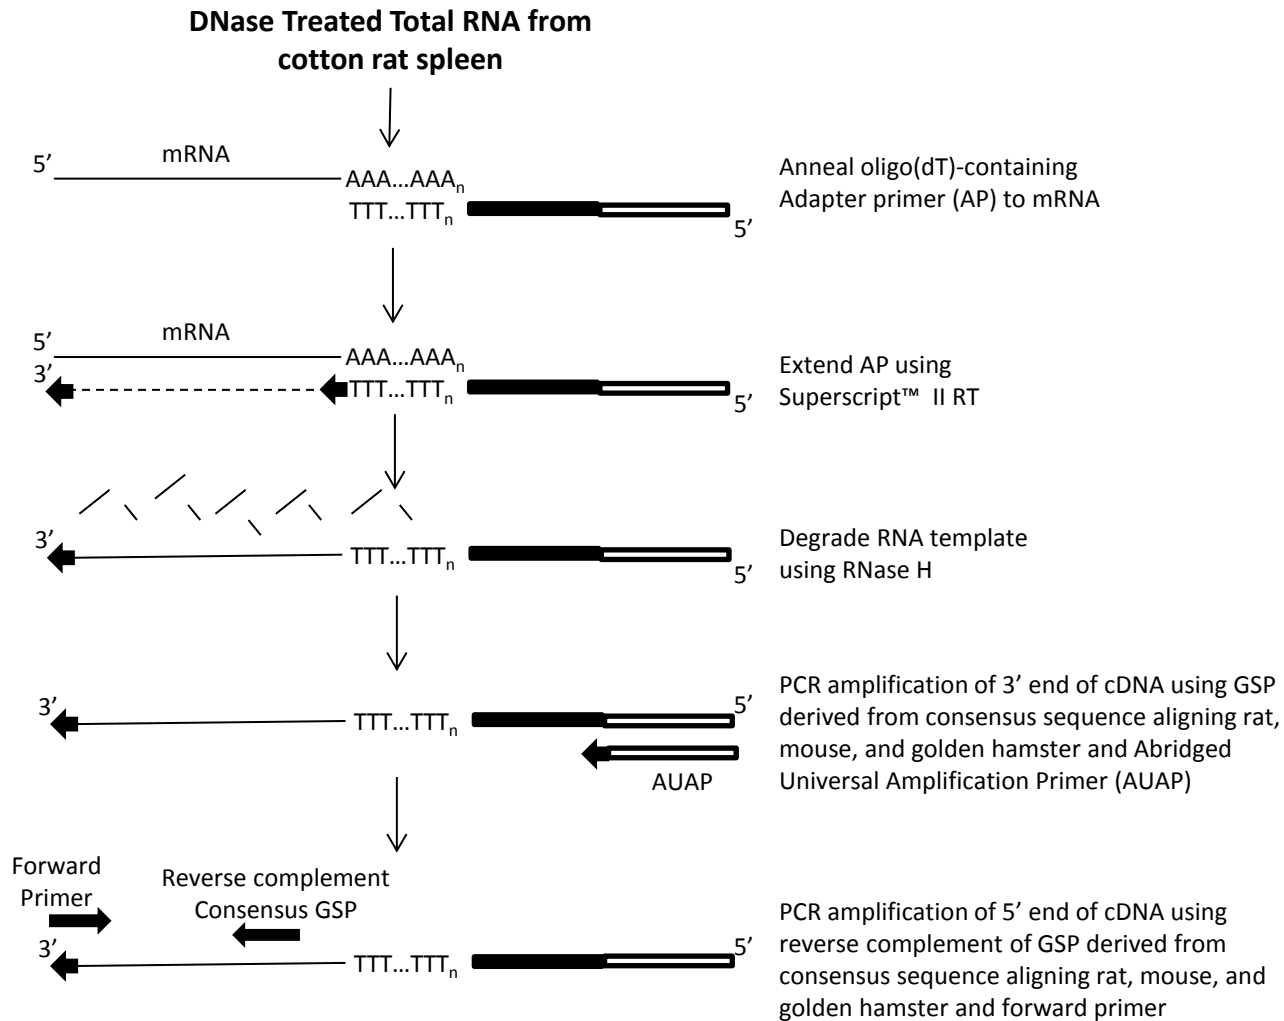 DNase Treated Total RNA from
cotton rat spleen
5’
mRNA
AAA...AAAn
TTT...TTTn
5’
Anneal oligo(dT)-containing
Adapter primer (AP) to mRNA
5’
mRNA
AAA...AAAn
3’
TTT...TTTn
5’
Extend AP using
Superscript™ II RT
3’
TTT...TTTn
5’
Degrade RNA template
using RNase H
3’
TTT...TTTn
5’
AUAP
PCR amplification of 3’ end of cDNA using GSP
derived from consensus sequence aligning rat,
mouse, and golden hamster and Abridged
Universal Amplification Primer (AUAP)
Forward
Primer
Reverse complement
Consensus GSP
3’
TTT...TTTn
5’
PCR amplification of 5’ end of cDNA using
reverse complement of GSP derived from
consensus sequence aligning rat, mouse, and
golden hamster and forward primer